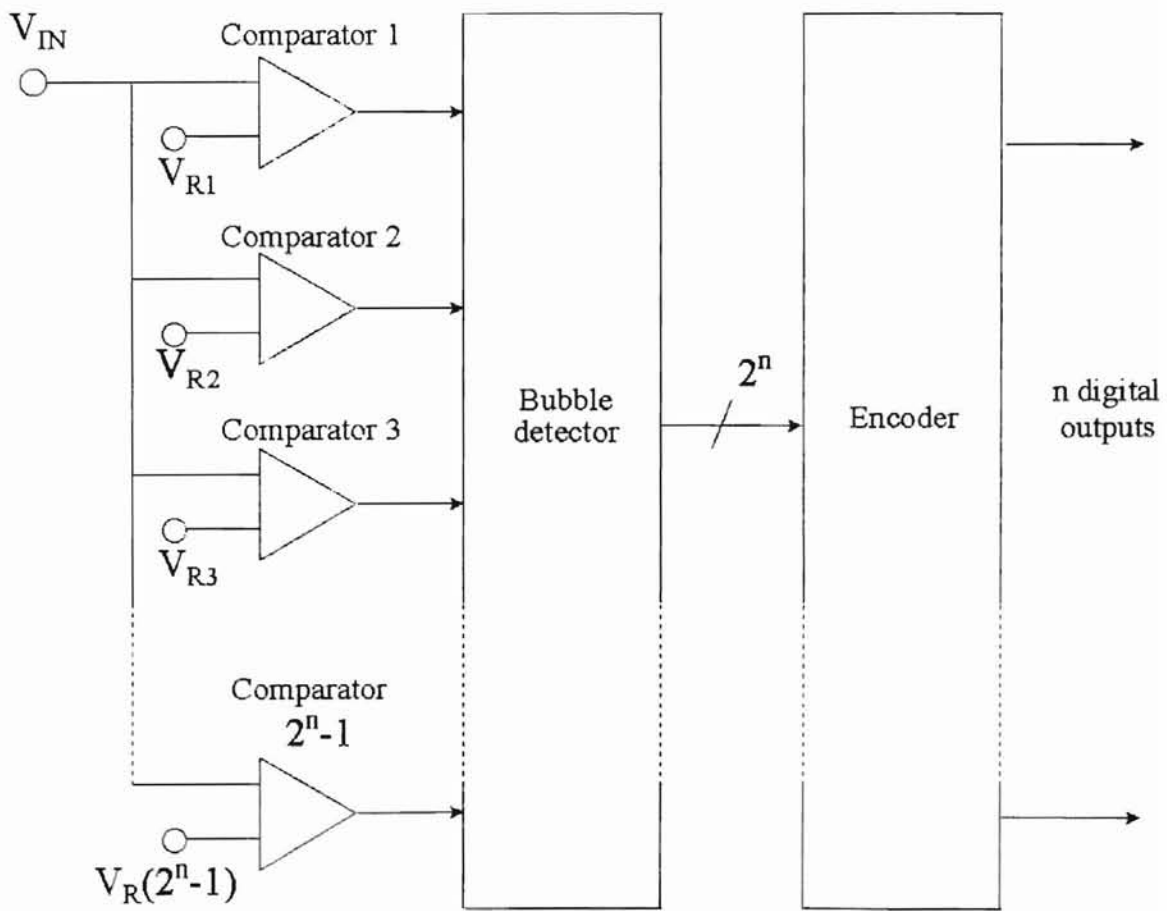 V_IN
Comparator 1
V_R1
Comparator 2
V_R2
Comparator 3
V_R3
Comparator
2^n-1
V_R(2^n-1)
Bubble
detector
2^n
Encoder
n digital
outputs